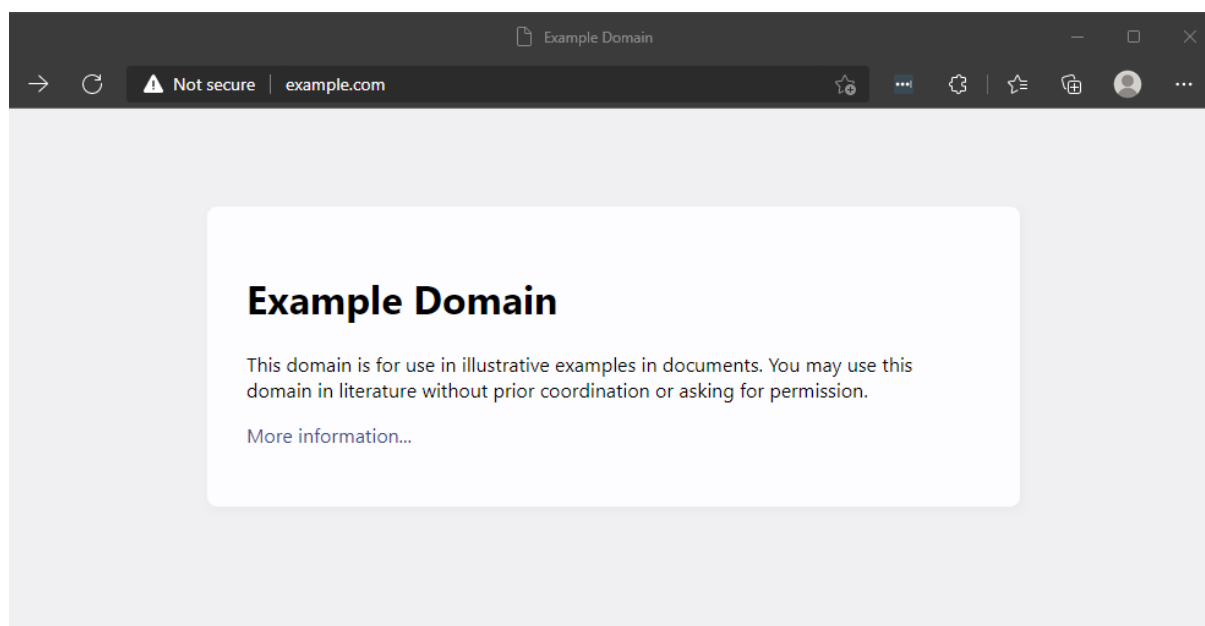 Example Domain
Not secure
example.com
Example Domain
This domain is for use in illustrative examples in documents. You may use this
domain in literature without prior coordination or asking for permission.
More information...